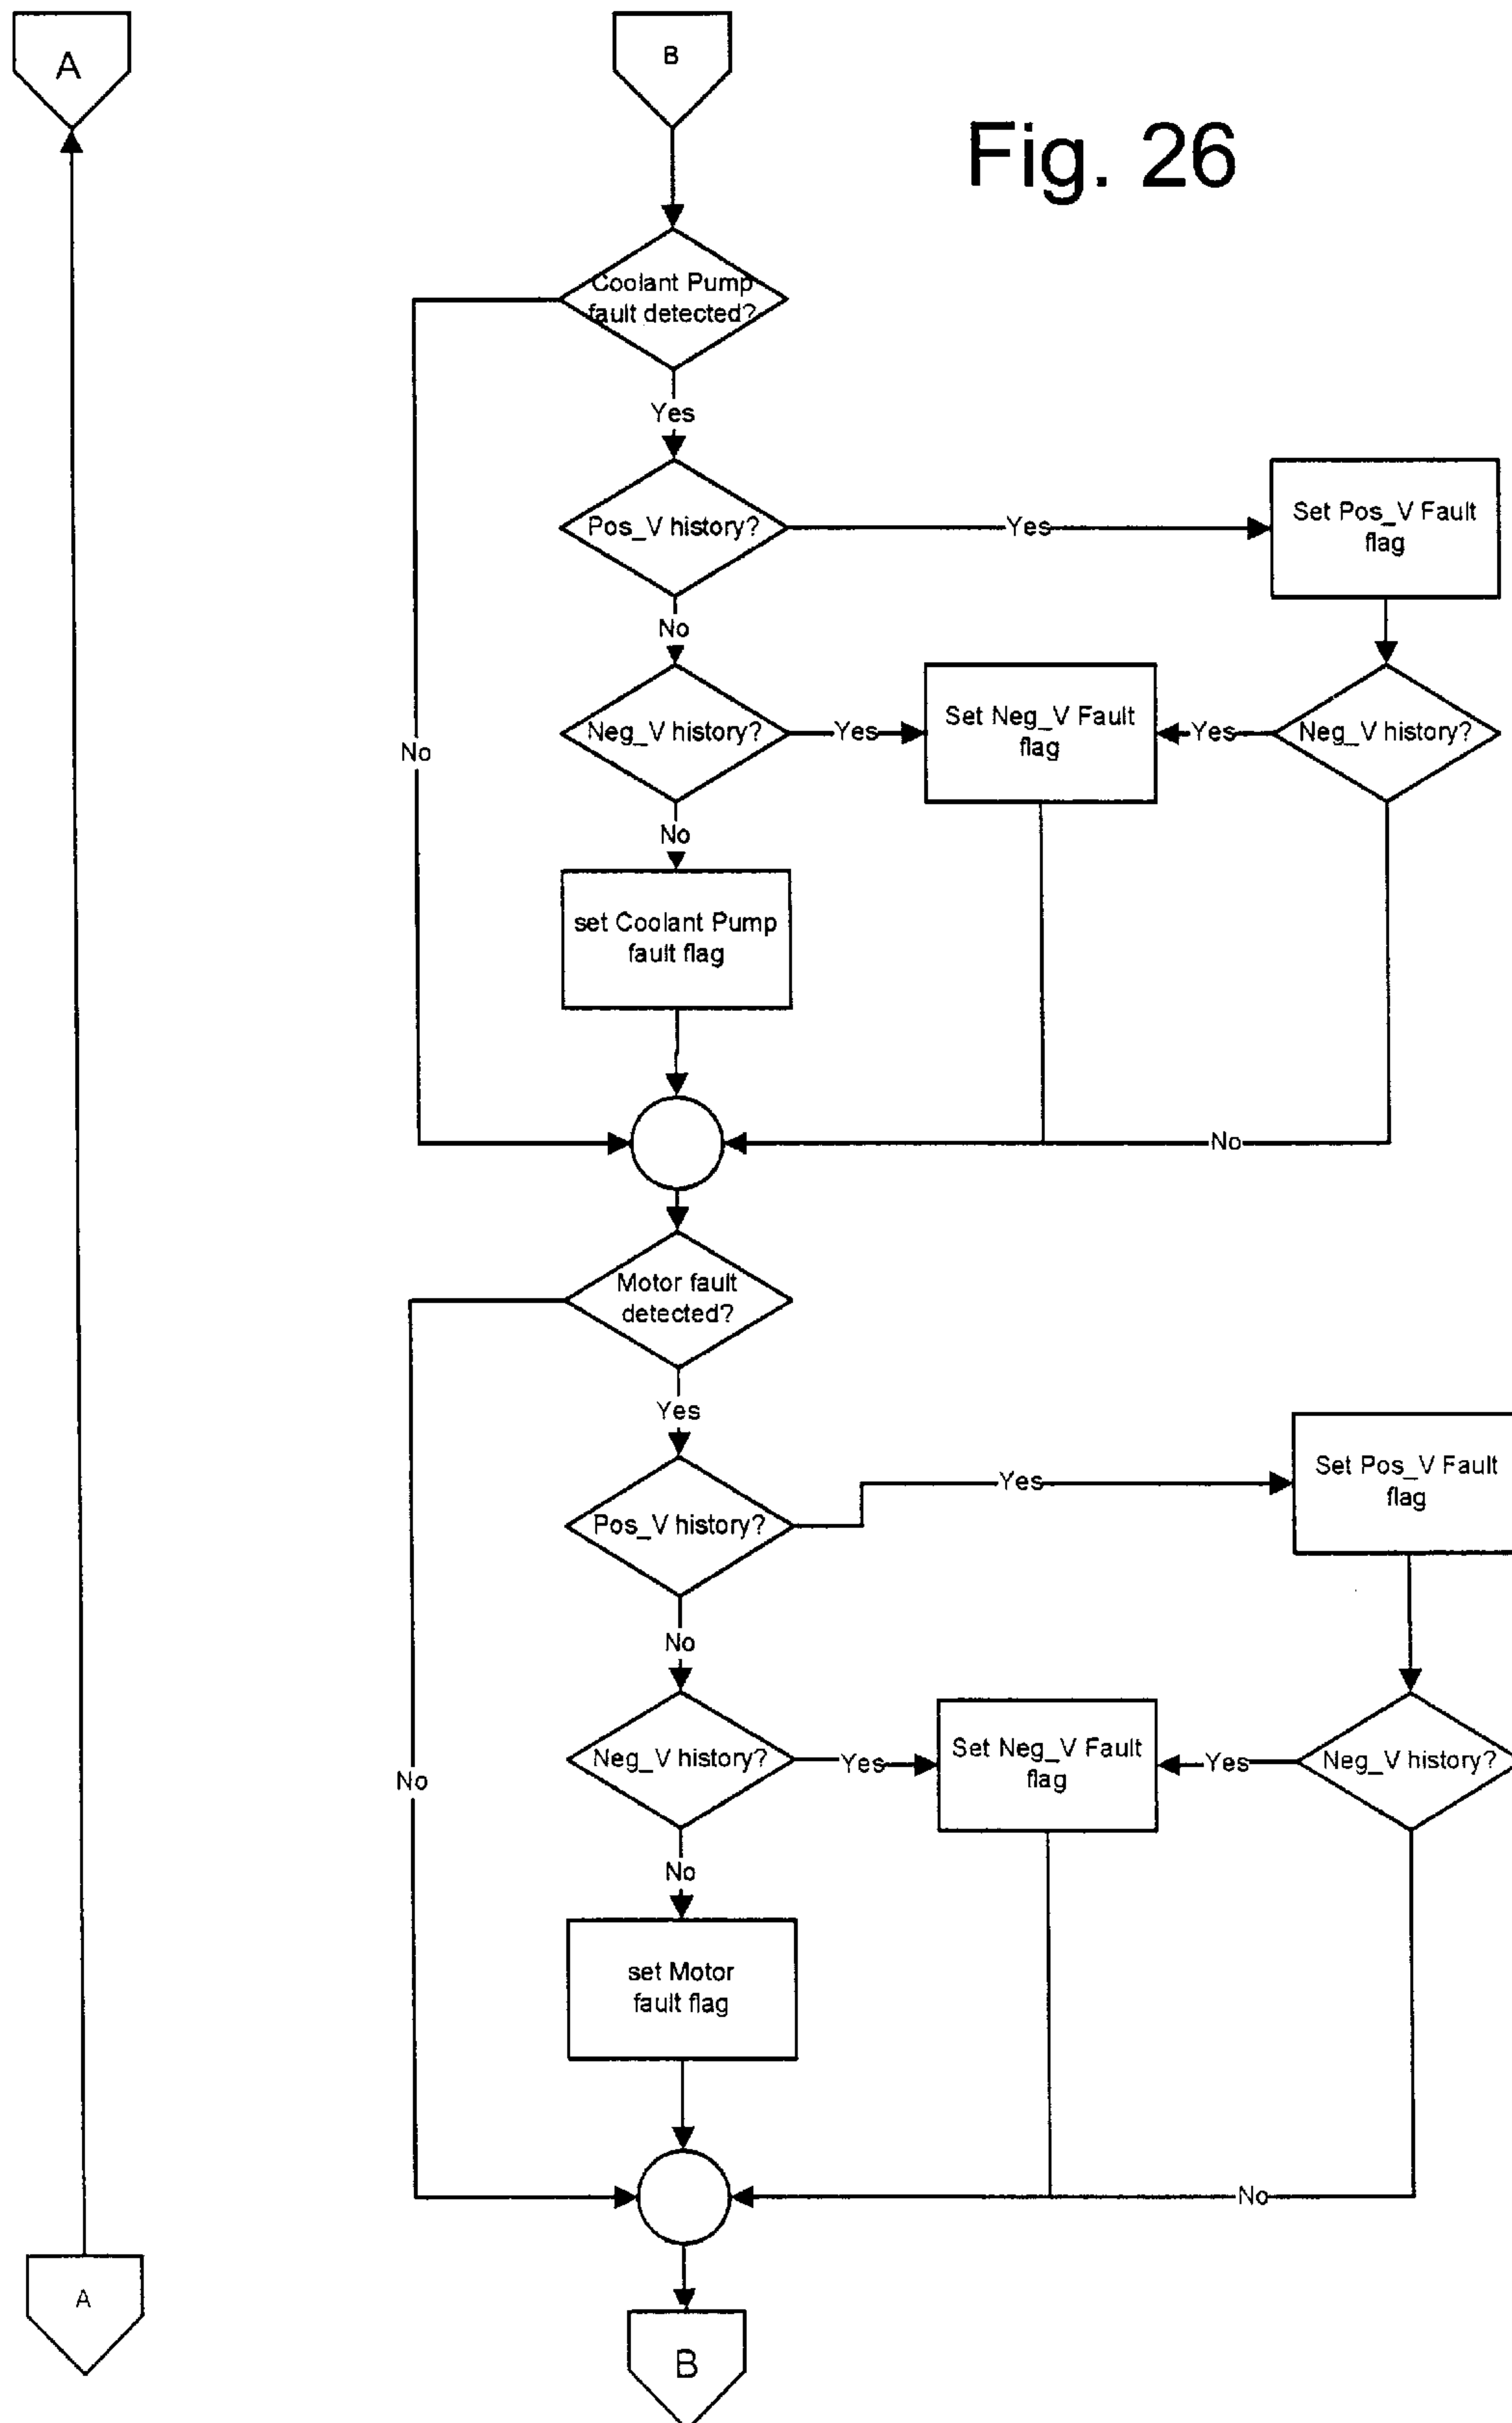 A
B
Fig. 26
Coolant Pump
fault detected?
Yes
Pos_V history?
Yes
Set Pos_V Fault
flag
No
Neg_V history?
Yes
Set Neg_V Fault
flag
Yes
Neg_V history?
No
No
set Coolant Pump
fault flag
No
Motor fault
detected?
Yes
Pos_V history?
Yes
Set Pos_V Fault
flag
No
Neg_V history?
Yes
Set Neg_V Fault
flag
Yes
Neg_V history?
No
No
set Motor
fault flag
No
A
B